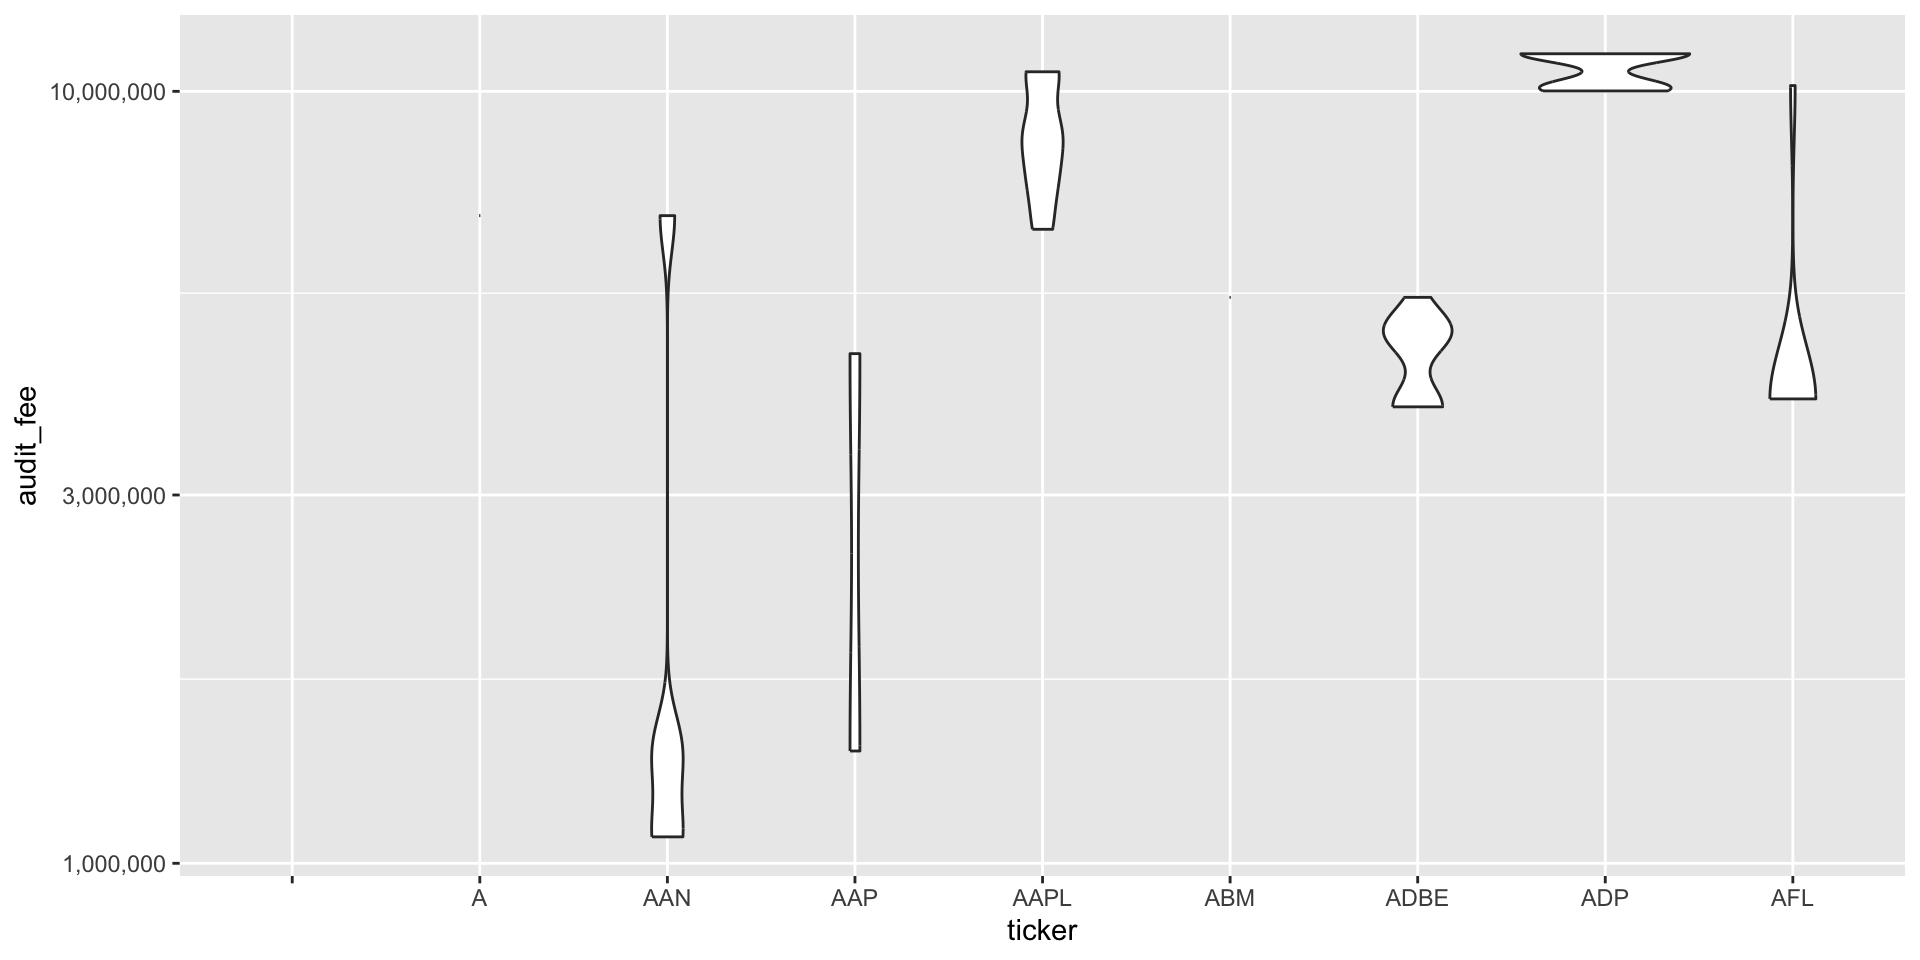 10,000,000
3,000,000
1,000,000
audit_fee
A AAN AAP AAPL ABM ADBE ADP AFL
ticker